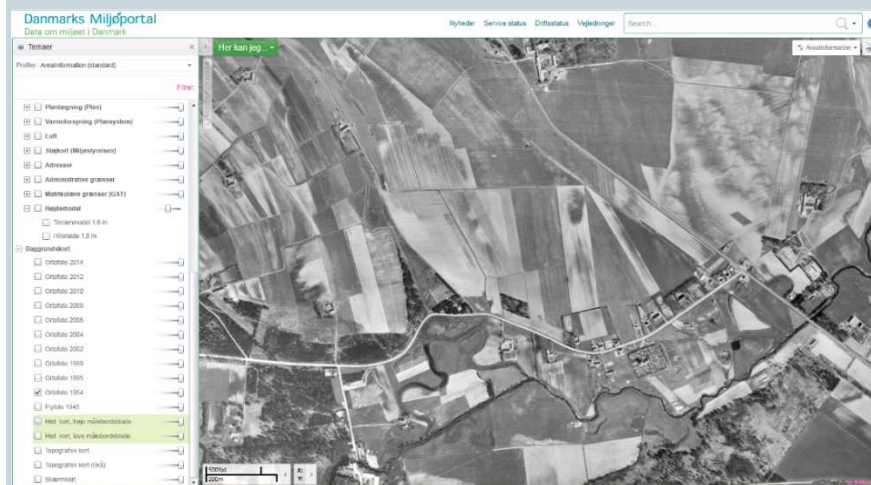 Danmarks Miljøportal
Data om miljøet i Danmark
Nyheder Service status Driftsstatus Vejledninger Search...
Temaer ×
Profiler Arealinformation (standard)
Filter
Her kan jeg...
Arealinformation
Planlægning (Plan)
Varmeforsyning (Plansystem)
Luft
Støjkort (Miljøstyrelsen)
Adresser
Administrative grænser
Matrikulære grænser (GST)
Højdemodel
Terrænmodel 1,6 m
Hillshade 1,6 m
Baggrundskort
Ortofoto 2014
Ortofoto 2012
Ortofoto 2010
Ortofoto 2008
Ortofoto 2006
Ortofoto 2004
Ortofoto 2002
Ortofoto 1999
Ortofoto 1995
Ortofoto 1954
Flyfoto 1945
Hist. kort, høje målebordsblade
Hist. kort, lave målebordsblade
Topografisk kort
Topografisk kort (Grå)
Skærmkort
200m
X:
Y: